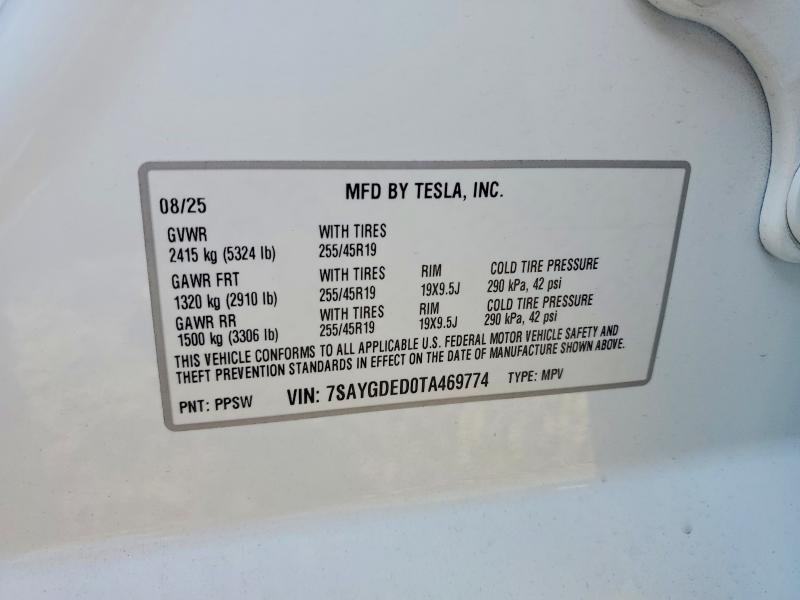 MFD BY TESLA, INC.
08/25
GVWR WITH TIRES
2415 kg (5324 lb) 255/45R19
GAWR FRT WITH TIRES RIM COLD TIRE PRESSURE
1320 kg (2910 lb) 255/45R19 19X9.5J 290 kPa, 42 psi
GAWR RR WITH TIRES RIM COLD TIRE PRESSURE
1500 kg (3306 lb) 255/45R19 19X9.5J 290 kPa, 42 psi
THIS VEHICLE CONFORMS TO ALL APPLICABLE U.S. FEDERAL MOTOR VEHICLE SAFETY AND
THEFT PREVENTION STANDARDS IN EFFECT ON THE DATE OF MANUFACTURE SHOWN ABOVE.
PNT: PPSW VIN: 7SAYGDED0TA469774 TYPE: MPV